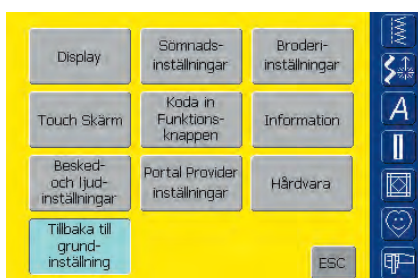 Display
Sömnads-
inställningar
Broderi-
inställningar
Touch Skärm
Koda in
Funktions-
knappen
Information
Besked-
och ljud-
inställningar
Portal Provider
inställningar
Hårdvara
Tillbaka till
grund-
inställning
ESC
A